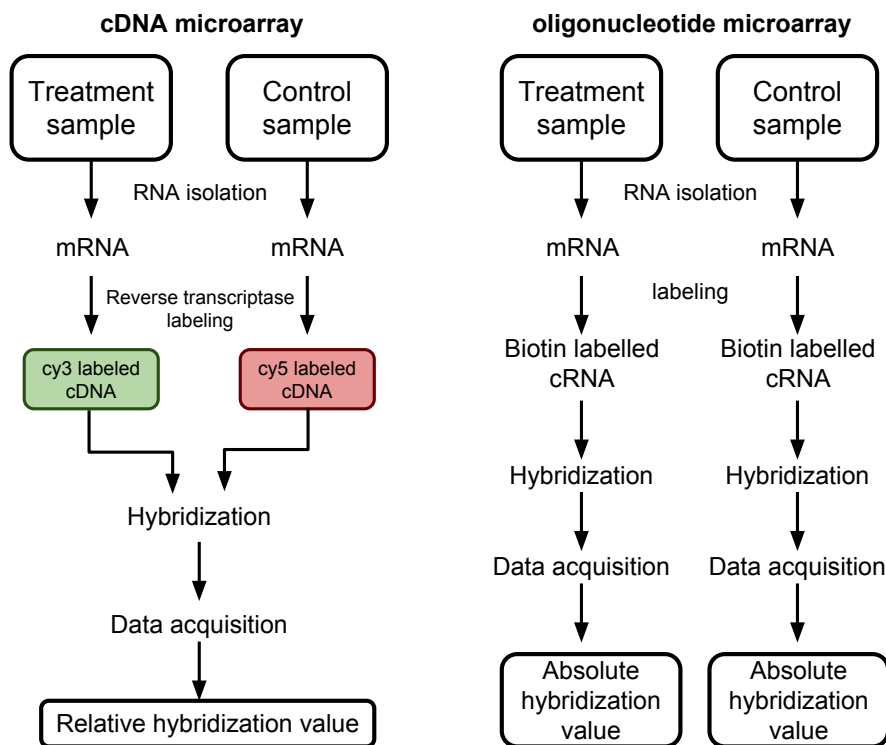 cDNA microarray
Treatment
sample
Control
sample
RNA isolation
mRNA
mRNA
Reverse transcriptase
labeling
cy3 labeled
cDNA
cy5 labeled
cDNA
Hybridization
Data acquisition
Relative hybridization value
oligonucleotide microarray
Treatment
sample
Control
sample
RNA isolation
mRNA
mRNA
labeling
Biotin labelled
cRNA
Biotin labelled
cRNA
Hybridization
Hybridization
Data acquisition
Data acquisition
Absolute
hybridization
value
Absolute
hybridization
value